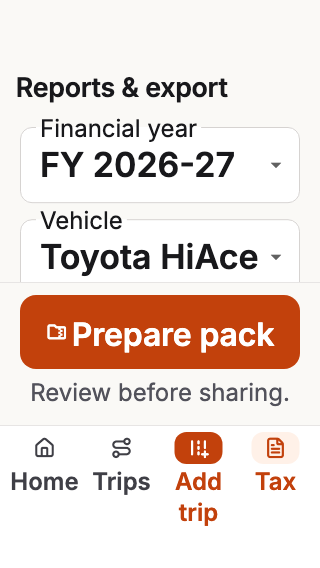 Reports & export
Financial year
FY 2026-27
Vehicle
Toyota HiAce
Prepare pack
Review before sharing.
Home
Trips
Add
trip
Tax